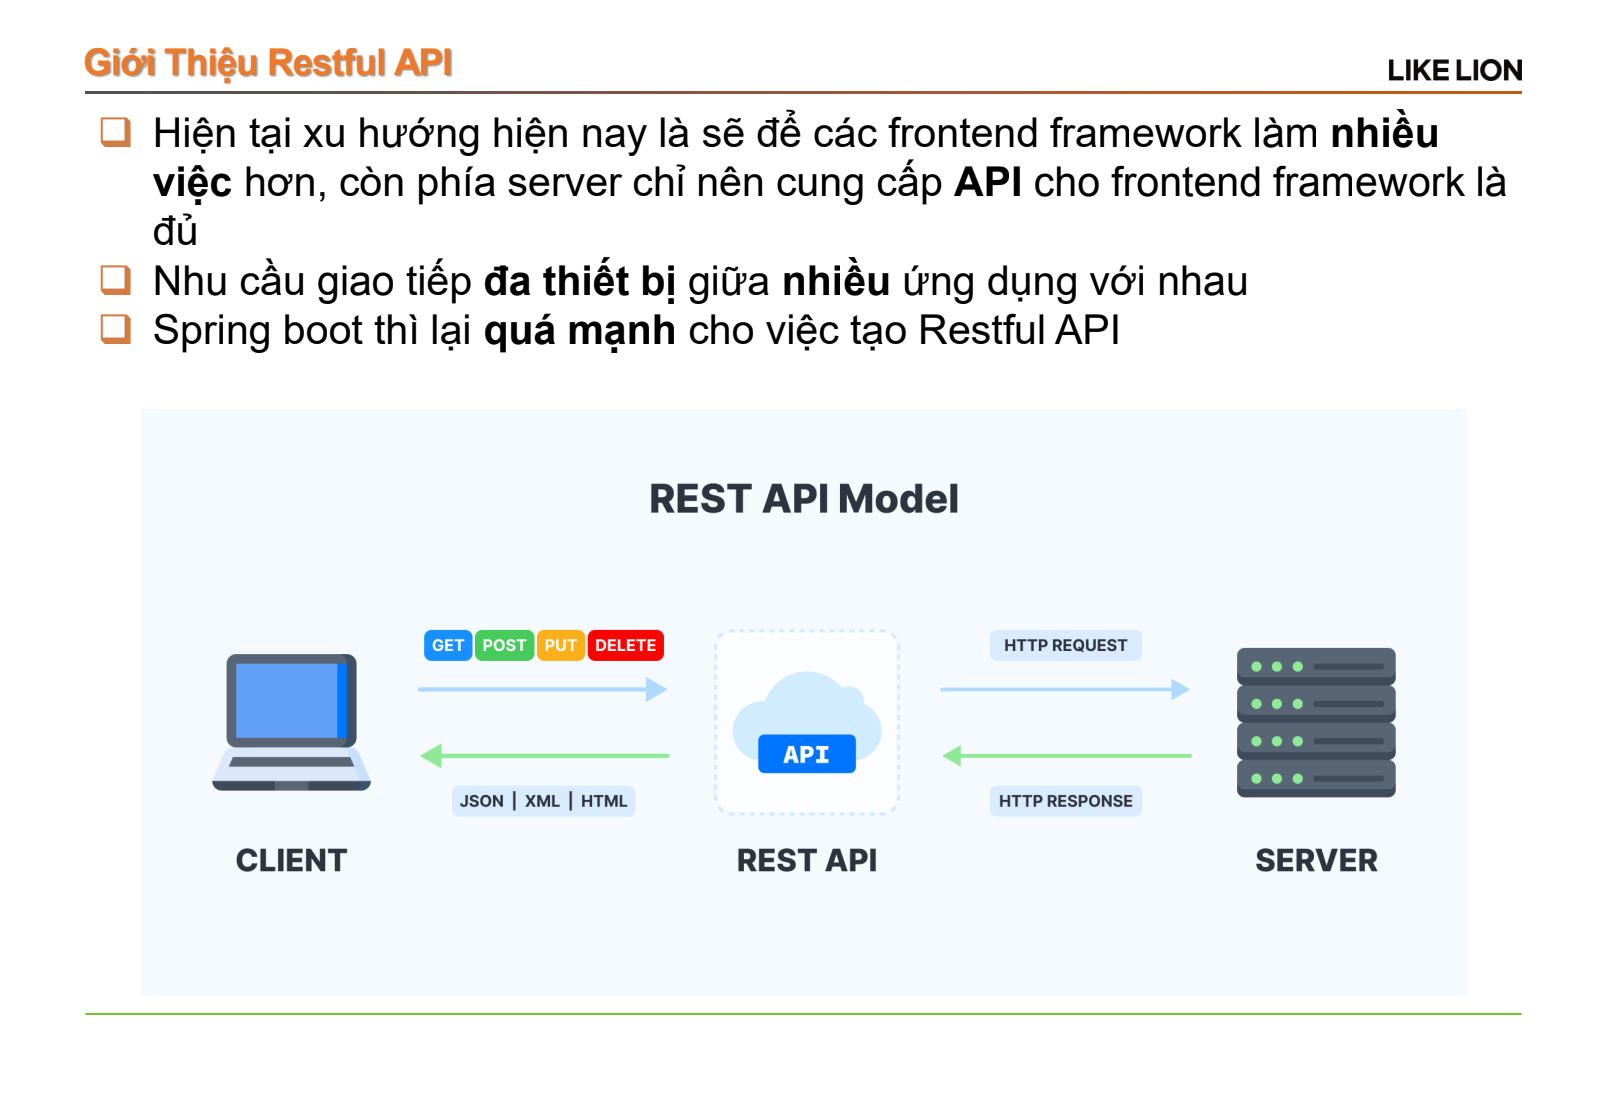 Giới Thiệu Restful API
LIKE LION
Hiện tại xu hướng hiện nay là sẽ để các frontend framework làm nhiều
việc hơn, còn phía server chỉ nên cung cấp API cho frontend framework là
đủ
Nhu cầu giao tiếp đa thiết bị giữa nhiều ứng dụng với nhau
Spring boot thì lại quá mạnh cho việc tạo Restful API
REST API Model
GET POST PUT DELETE
HTTP REQUEST
API
JSON | XML | HTML
HTTP RESPONSE
CLIENT
REST API
SERVER